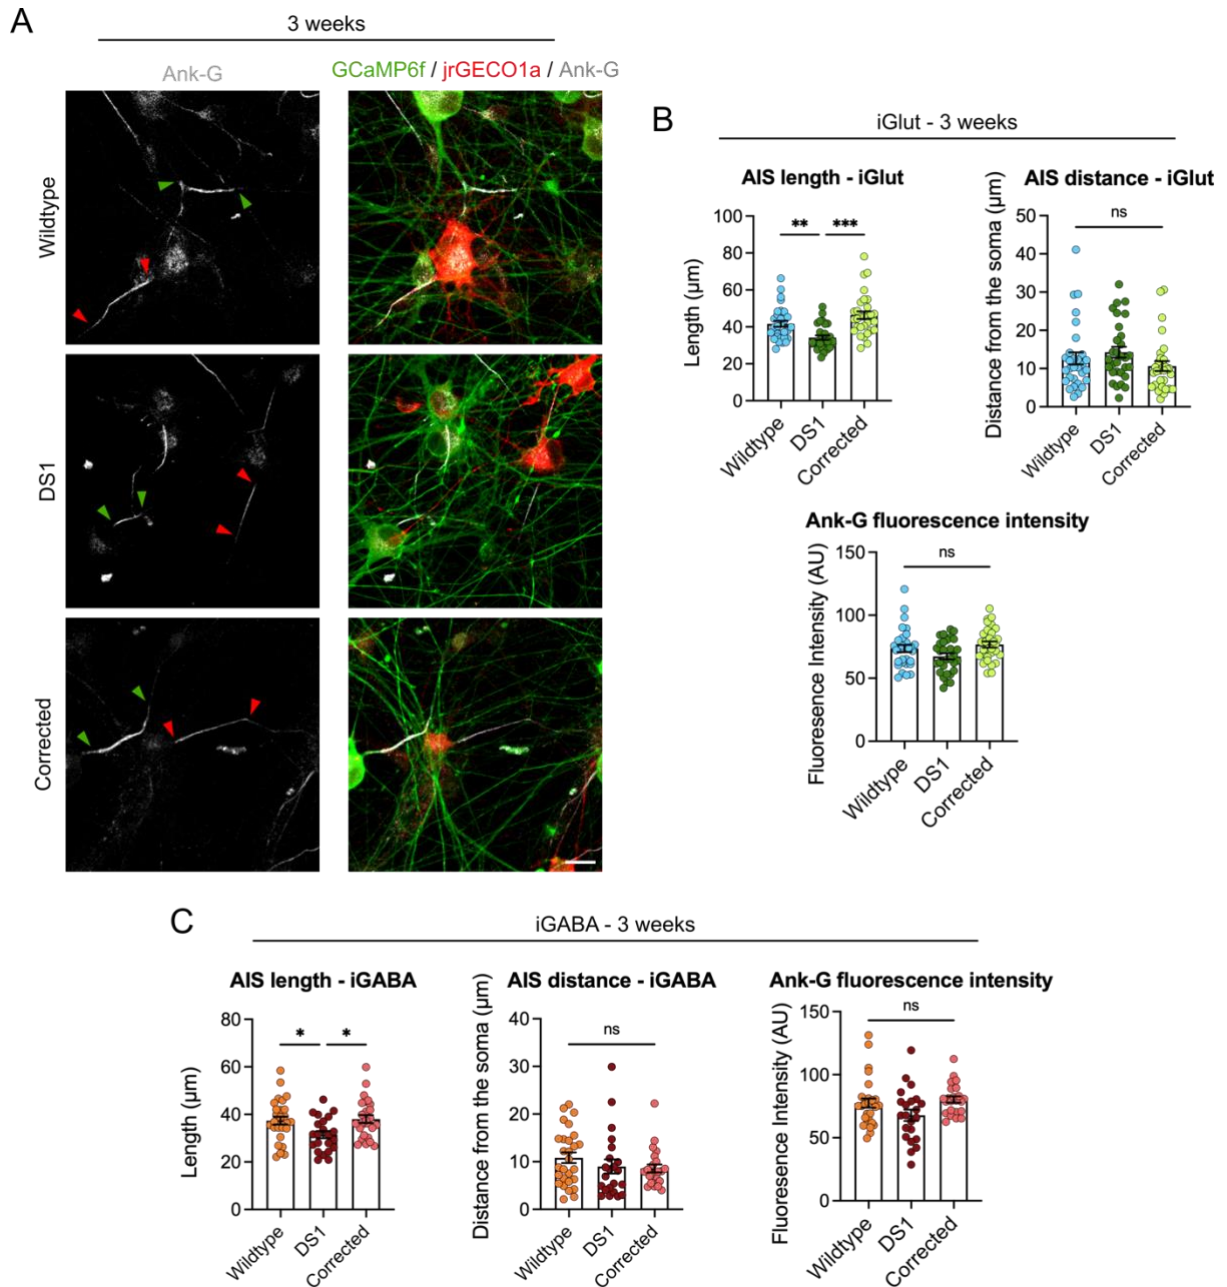 A
3 weeks
Ank-G
GCaMP6f / jrGECO1a / Ank-G
Wildtype
DS1
Corrected
B
iGlut - 3 weeks
AIS length - iGlut
Length (µm)
100
80
60
40
20
0
** ***
Wildtype
DS1
Corrected
AIS distance - iGlut
Distance from the soma (µm)
50
40
30
20
10
0
ns
Wildtype
DS1
Corrected
Ank-G fluorescence intensity
Fluoresence Intensity (AU)
150
100
50
0
ns
Wildtype
DS1
Corrected
C
iGABA - 3 weeks
AIS length - iGABA
Length (µm)
80
60
40
20
0
* *
Wildtype
DS1
Corrected
AIS distance - iGABA
Distance from the soma (µm)
40
30
20
10
0
ns
Wildtype
DS1
Corrected
Ank-G fluorescence intensity
Fluoresence Intensity (AU)
150
100
50
0
ns
Wildtype
DS1
Corrected